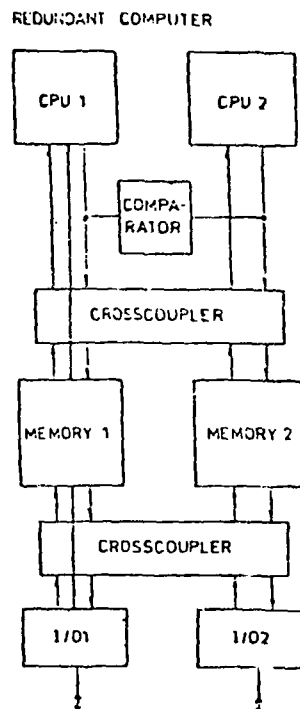 REDUNDANT COMPUTER
CPU 1
CPU 2
COMPA-
RATOR
CROSSCOUPLER
MEMORY 1
MEMORY 2
CROSSCOUPLER
I/O1
I/O2